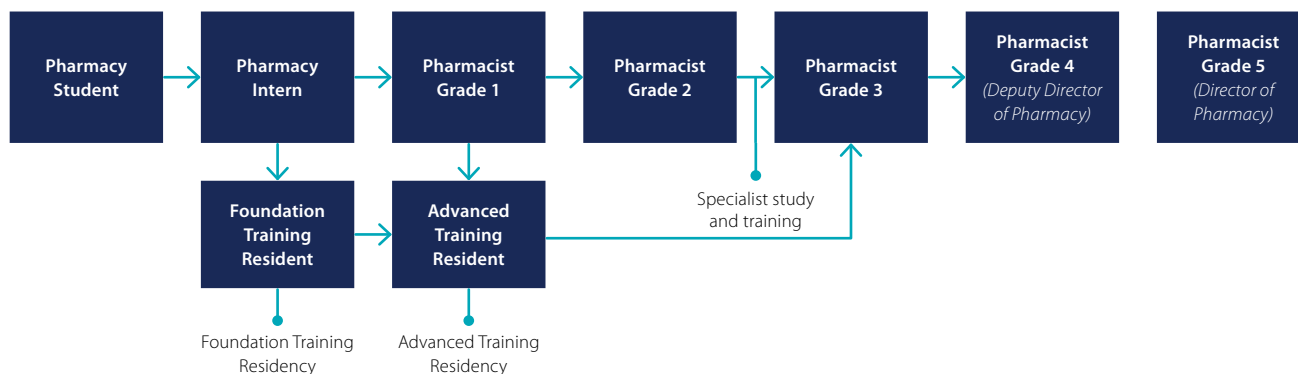 Pharmacy
Student
Pharmacy
Intern
Pharmacist
Grade 1
Pharmacist
Grade 2
Pharmacist
Grade 3
Pharmacist
Grade 4
(Deputy Director
of Pharmacy)
Pharmacist
Grade 5
(Director of
Pharmacy)
Foundation
Training
Resident
Advanced
Training
Resident
Specialist study
and training
Foundation Training
Residency
Advanced Training
Residency